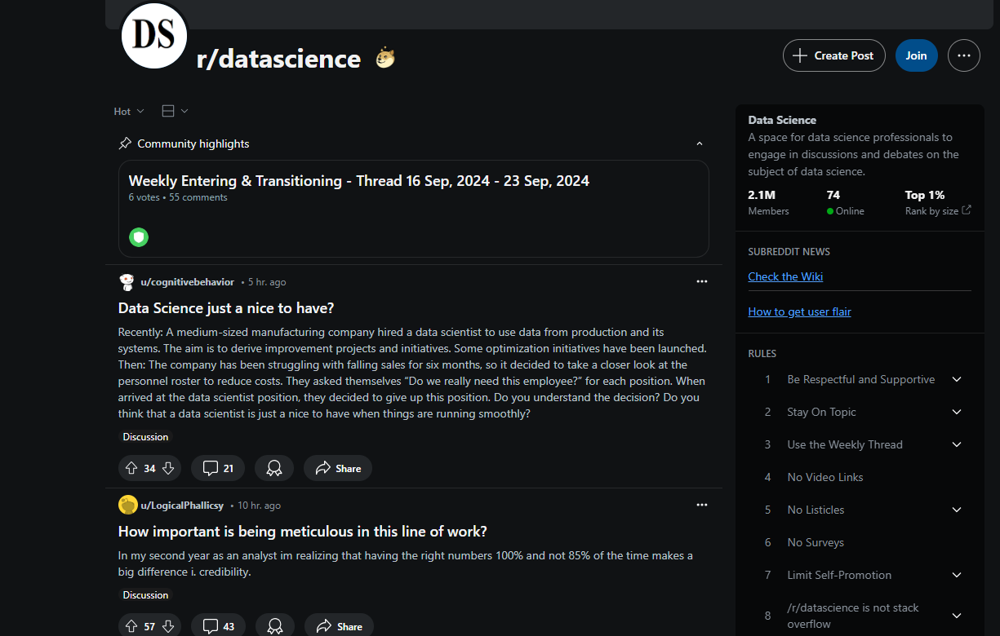 DS
r/datascience
Create Post
Join
Hot
Community highlights
Weekly Entering & Transitioning - Thread 16 Sep, 2024 - 23 Sep, 2024
6 votes • 55 comments
u/cognitivebehavior • 5 hr. ago
Data Science just a nice to have?
Recently: A medium-sized manufacturing company hired a data scientist to use data from production and its
systems. The aim is to derive improvement projects and initiatives. Some optimization initiatives have been launched.
Then: The company has been struggling with falling sales for six months, so it decided to take a closer look at the
personnel roster to reduce costs. They asked themselves “Do we really need this employee?” for each position. When
arrived at the data scientist position, they decided to give up this position. Do you understand the decision? Do you
think that a data scientist is just a nice to have when things are running smoothly?
Discussion
34
21
Share
u/LogicalPhallicsy • 10 hr. ago
How important is being meticulous in this line of work?
In my second year as an analyst im realizing that having the right numbers 100% and not 85% of the time makes a
big difference i. credibility.
Discussion
57
43
Share
Data Science
A space for data science professionals to
engage in discussions and debates on the
subject of data science.
2.1M 74 Top 1%
Members Online Rank by size
SUBREDDIT NEWS
Check the Wiki
How to get user flair
RULES
1 Be Respectful and Supportive
2 Stay On Topic
3 Use the Weekly Thread
4 No Video Links
5 No Listicles
6 No Surveys
7 Limit Self-Promotion
8 /r/datascience is not stack
overflow